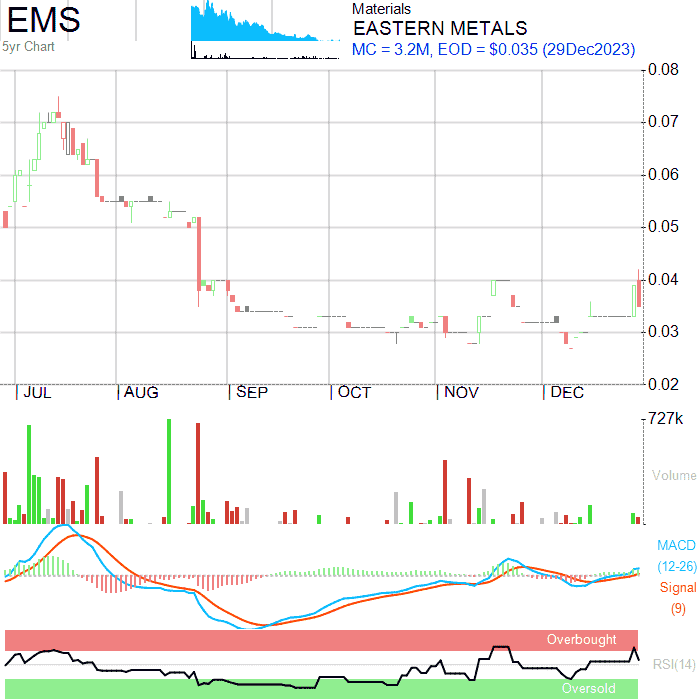 EMS
5yr Chart
Materials
EASTERN METALS
MC = 3.2M, EOD = $0.035 (29Dec2023)
0.08
0.07
0.06
0.05
0.04
0.03
0.02
JUL
AUG
SEP
OCT
NOV
DEC
727k
Volume
MACD
(12-26)
Signal
(9)
Overbought
RSI(14)
Oversold